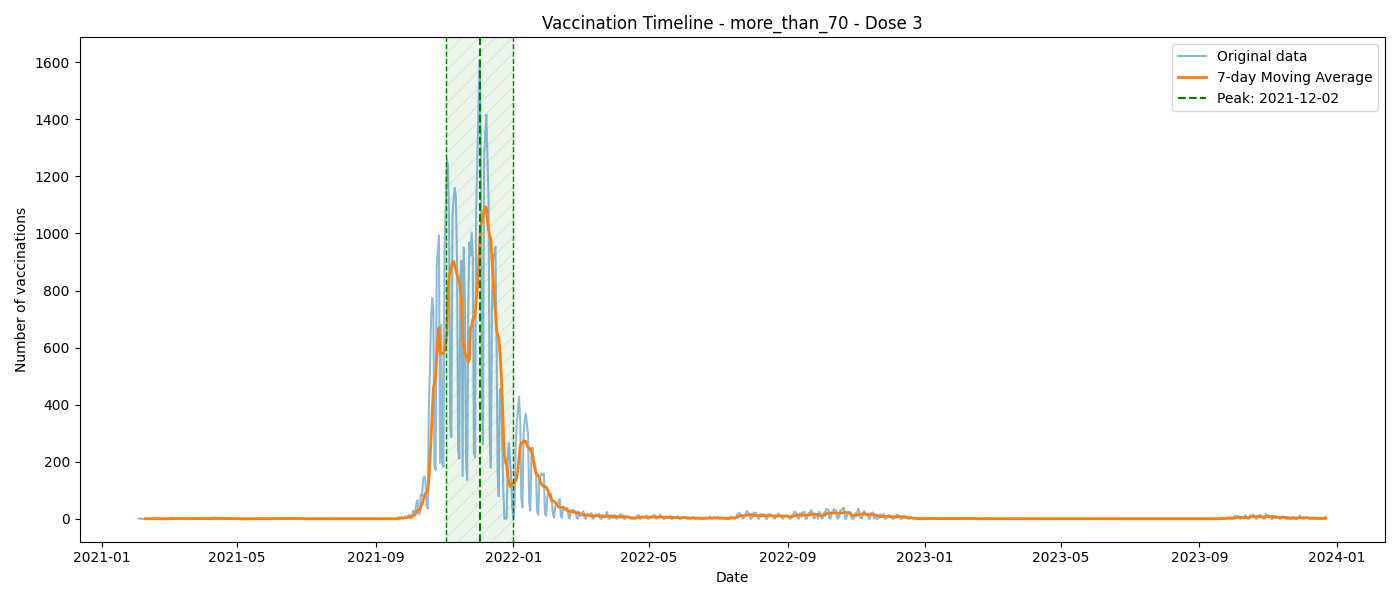 Vaccination Timeline - more_than_70 - Dose 3
Original data
7-day Moving Average
Peak: 2021-12-02
Number of vaccinations
1600
1400
1200
1000
800
600
400
200
0
2021-01 2021-05 2021-09 2022-01 2022-05 2022-09 2023-01 2023-05 2023-09 2024-01
Date